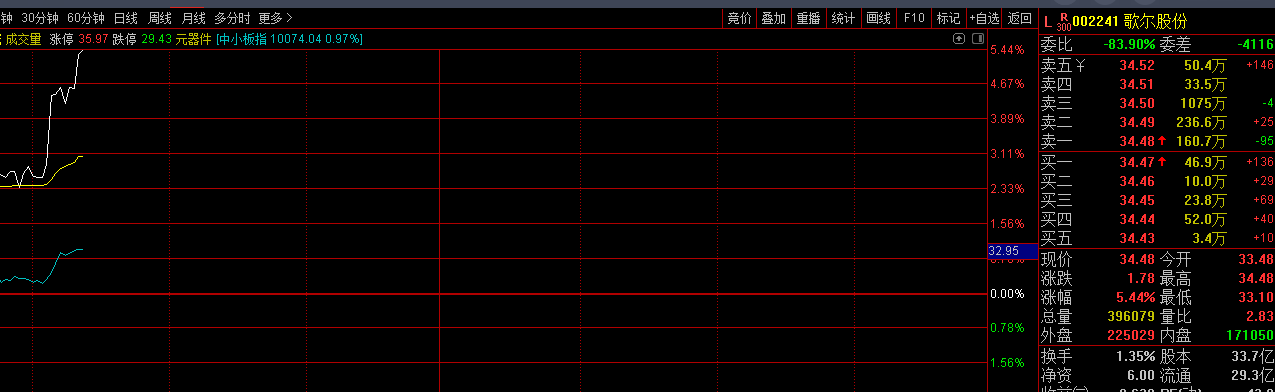 钟 30分钟 60分钟 日线 周线 月线 多分时 更多 竞价 叠加 重播 统计 画线 F10 标记 +自选 返回
L R 300 002241 歌尔股份
成交量 涨停 35.97 跌停 29.43 元器件 [中小板指 10074.04 0.97%]
5.44%
4.67%
3.89%
3.11%
2.33%
1.56%
32.95
0.00%
0.78%
1.56%
委比 -83.90% 委差 -4116
卖五 ¥ 34.52 50.4万 +146
卖四 34.51 33.5万
卖三 34.50 1075万 -4
卖二 34.49 236.6万 +25
卖一 34.48 160.7万 -95
买一 34.47 46.9万 +136
买二 34.46 10.0万 +29
买三 34.45 23.8万 +69
买四 34.44 52.0万 +40
买五 34.43 3.4万 +10
现价 34.48 今开 33.48
涨跌 1.78 最高 34.48
涨幅 5.44% 最低 33.10
总量 396079 量比 2.83
外盘 225029 内盘 171050
换手 1.35% 股本 33.7亿
净资 6.00 流通 29.3亿